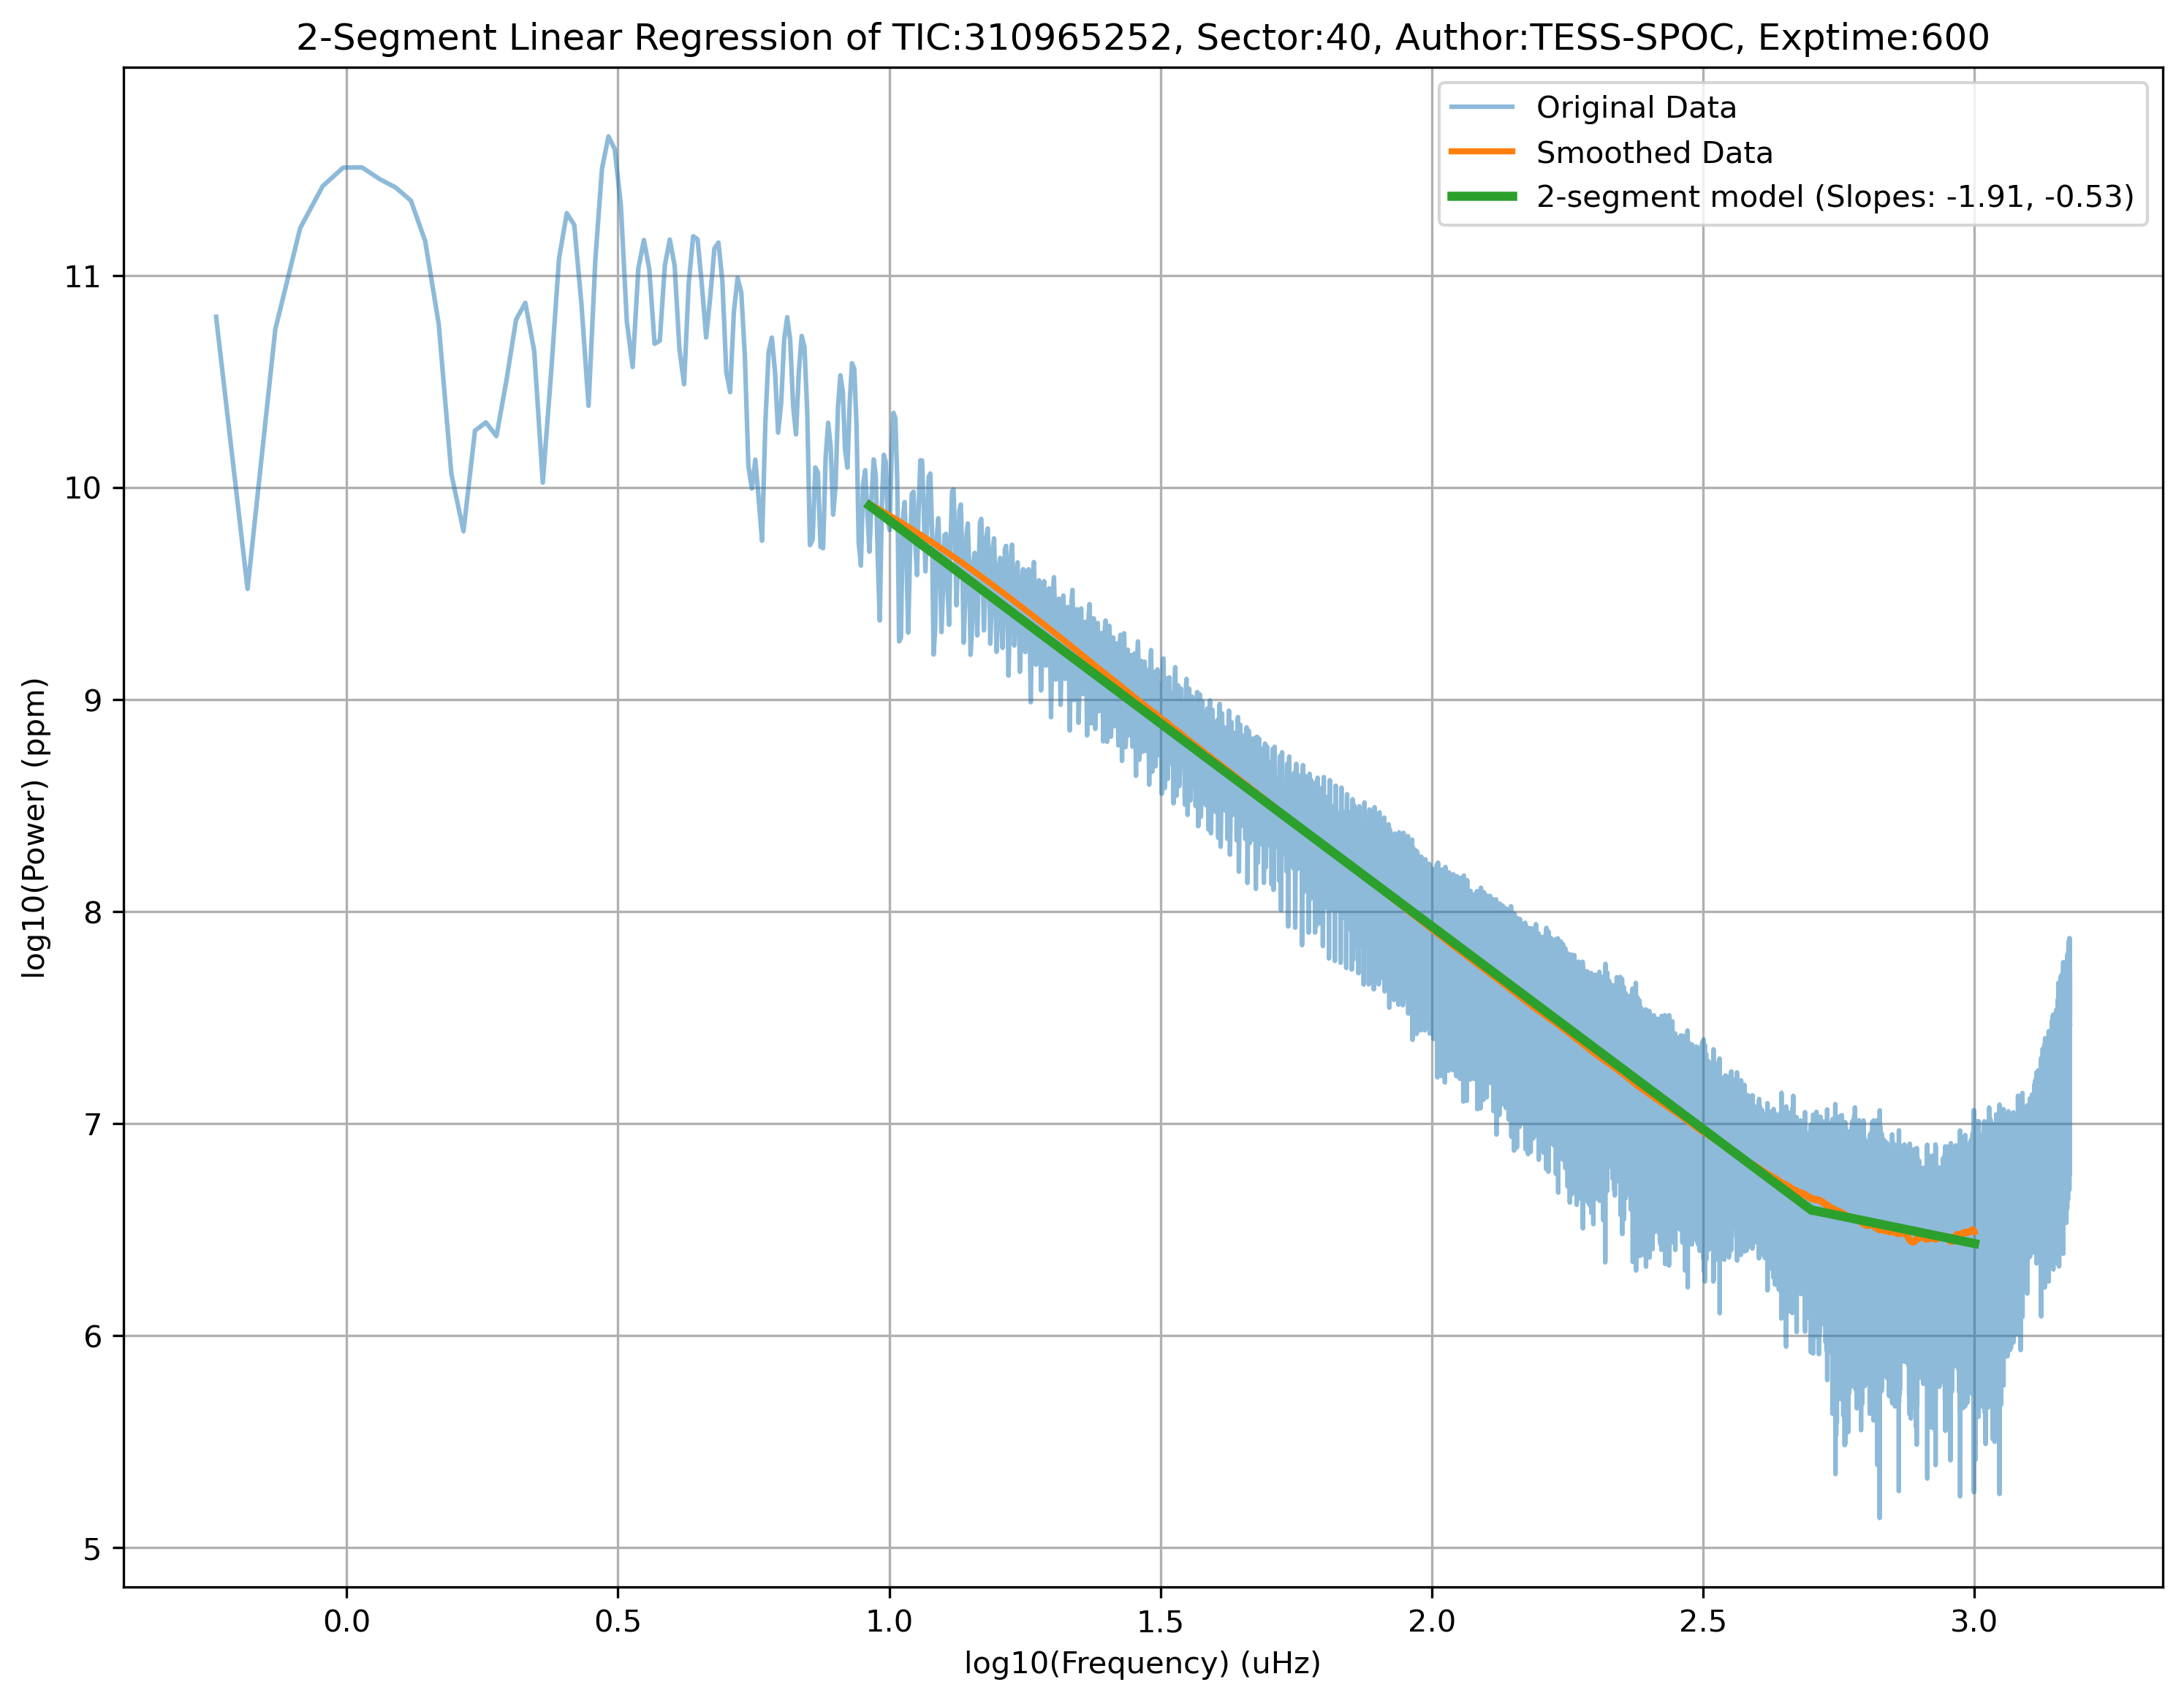 2-Segment Linear Regression of TIC:310965252, Sector:40, Author:TESS-SPOC, Exptime:600
Original Data
Smoothed Data
2-segment model (Slopes: -1.91, -0.53)
log10(Power) (ppm)
11
10
9
8
7
6
5
0.0 0.5 1.0 1.5 2.0 2.5 3.0
log10(Frequency) (uHz)